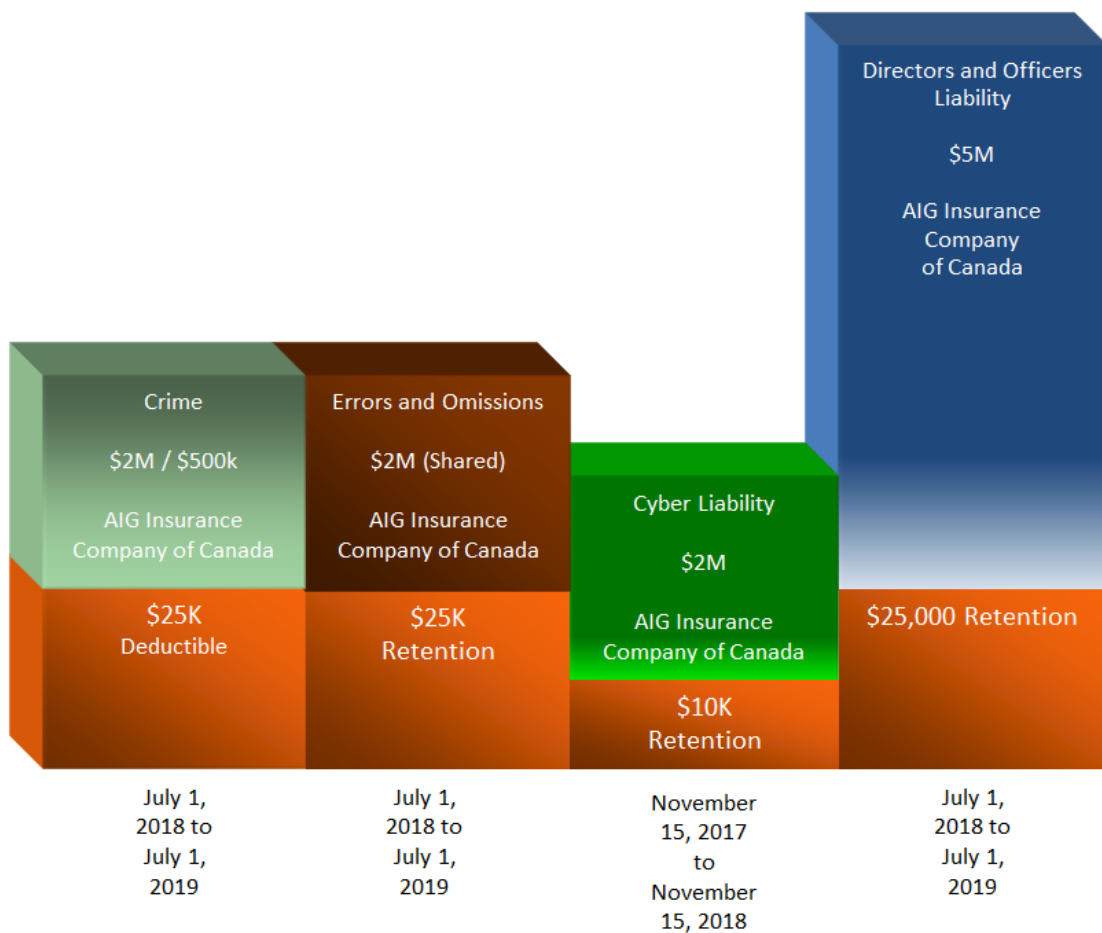 Crime
$2M / $500k
AIG Insurance
Company of Canada
$25K
Deductible
July 1,
2018 to
July 1,
2019
Errors and Omissions
$2M (Shared)
AIG Insurance
Company of Canada
$25K
Retention
July 1,
2018 to
July 1,
2019
Cyber Liability
$2M
AIG Insurance
Company of Canada
$10K
Retention
November
15, 2017
to
November
15, 2018
Directors and Officers
Liability
$5M
AIG Insurance
Company
of Canada
$25,000 Retention
July 1,
2018 to
July 1,
2019